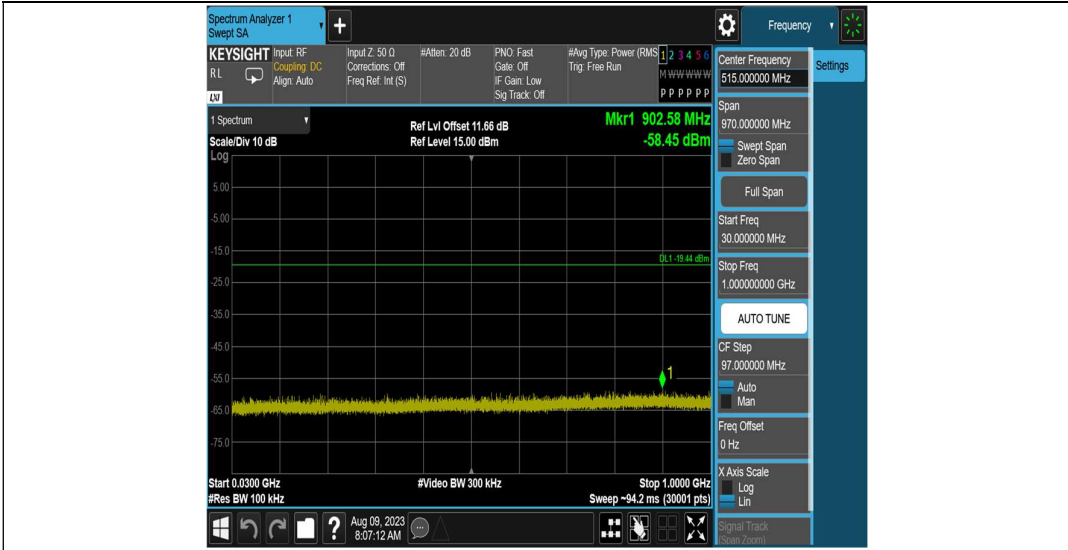 Spectrum Analyzer 1
Swept SA
Frequency
KEYSIGHT
RL
LXI
Input: RF
Coupling: DC
Align: Auto
Input Z: 50 Ω
Corrections: Off
Freq Ref: Int (S)
#Atten: 20 dB
PNO: Fast
Gate: Off
IF Gain: Low
Sig Track: Off
#Avg Type: Power (RMS
Trig: Free Run
1 2 3 4 5 6
M W W W W W
P P P P P P
1 Spectrum
Scale/Div 10 dB
Ref Lvl Offset 11.66 dB
Ref Level 15.00 dBm
Mkr1 902.58 MHz
-58.45 dBm
Log
5.00
-5.00
-15.0
-25.0
-35.0
-45.0
-55.0
-65.0
-75.0
DL1 -19.44 dBm
1
Start 0.0300 GHz
#Res BW 100 kHz
#Video BW 300 kHz
Stop 1.0000 GHz
Sweep ~94.2 ms (30001 pts)
?
Aug 09, 2023
8:07:12 AM
Center Frequency
515.000000 MHz
Settings
Span
970.000000 MHz
Swept Span
Zero Span
Full Span
Start Freq
30.000000 MHz
Stop Freq
1.000000000 GHz
AUTO TUNE
CF Step
97.000000 MHz
Auto
Man
Freq Offset
0 Hz
X Axis Scale
Log
Lin
Signal Track
(Span Zoom)